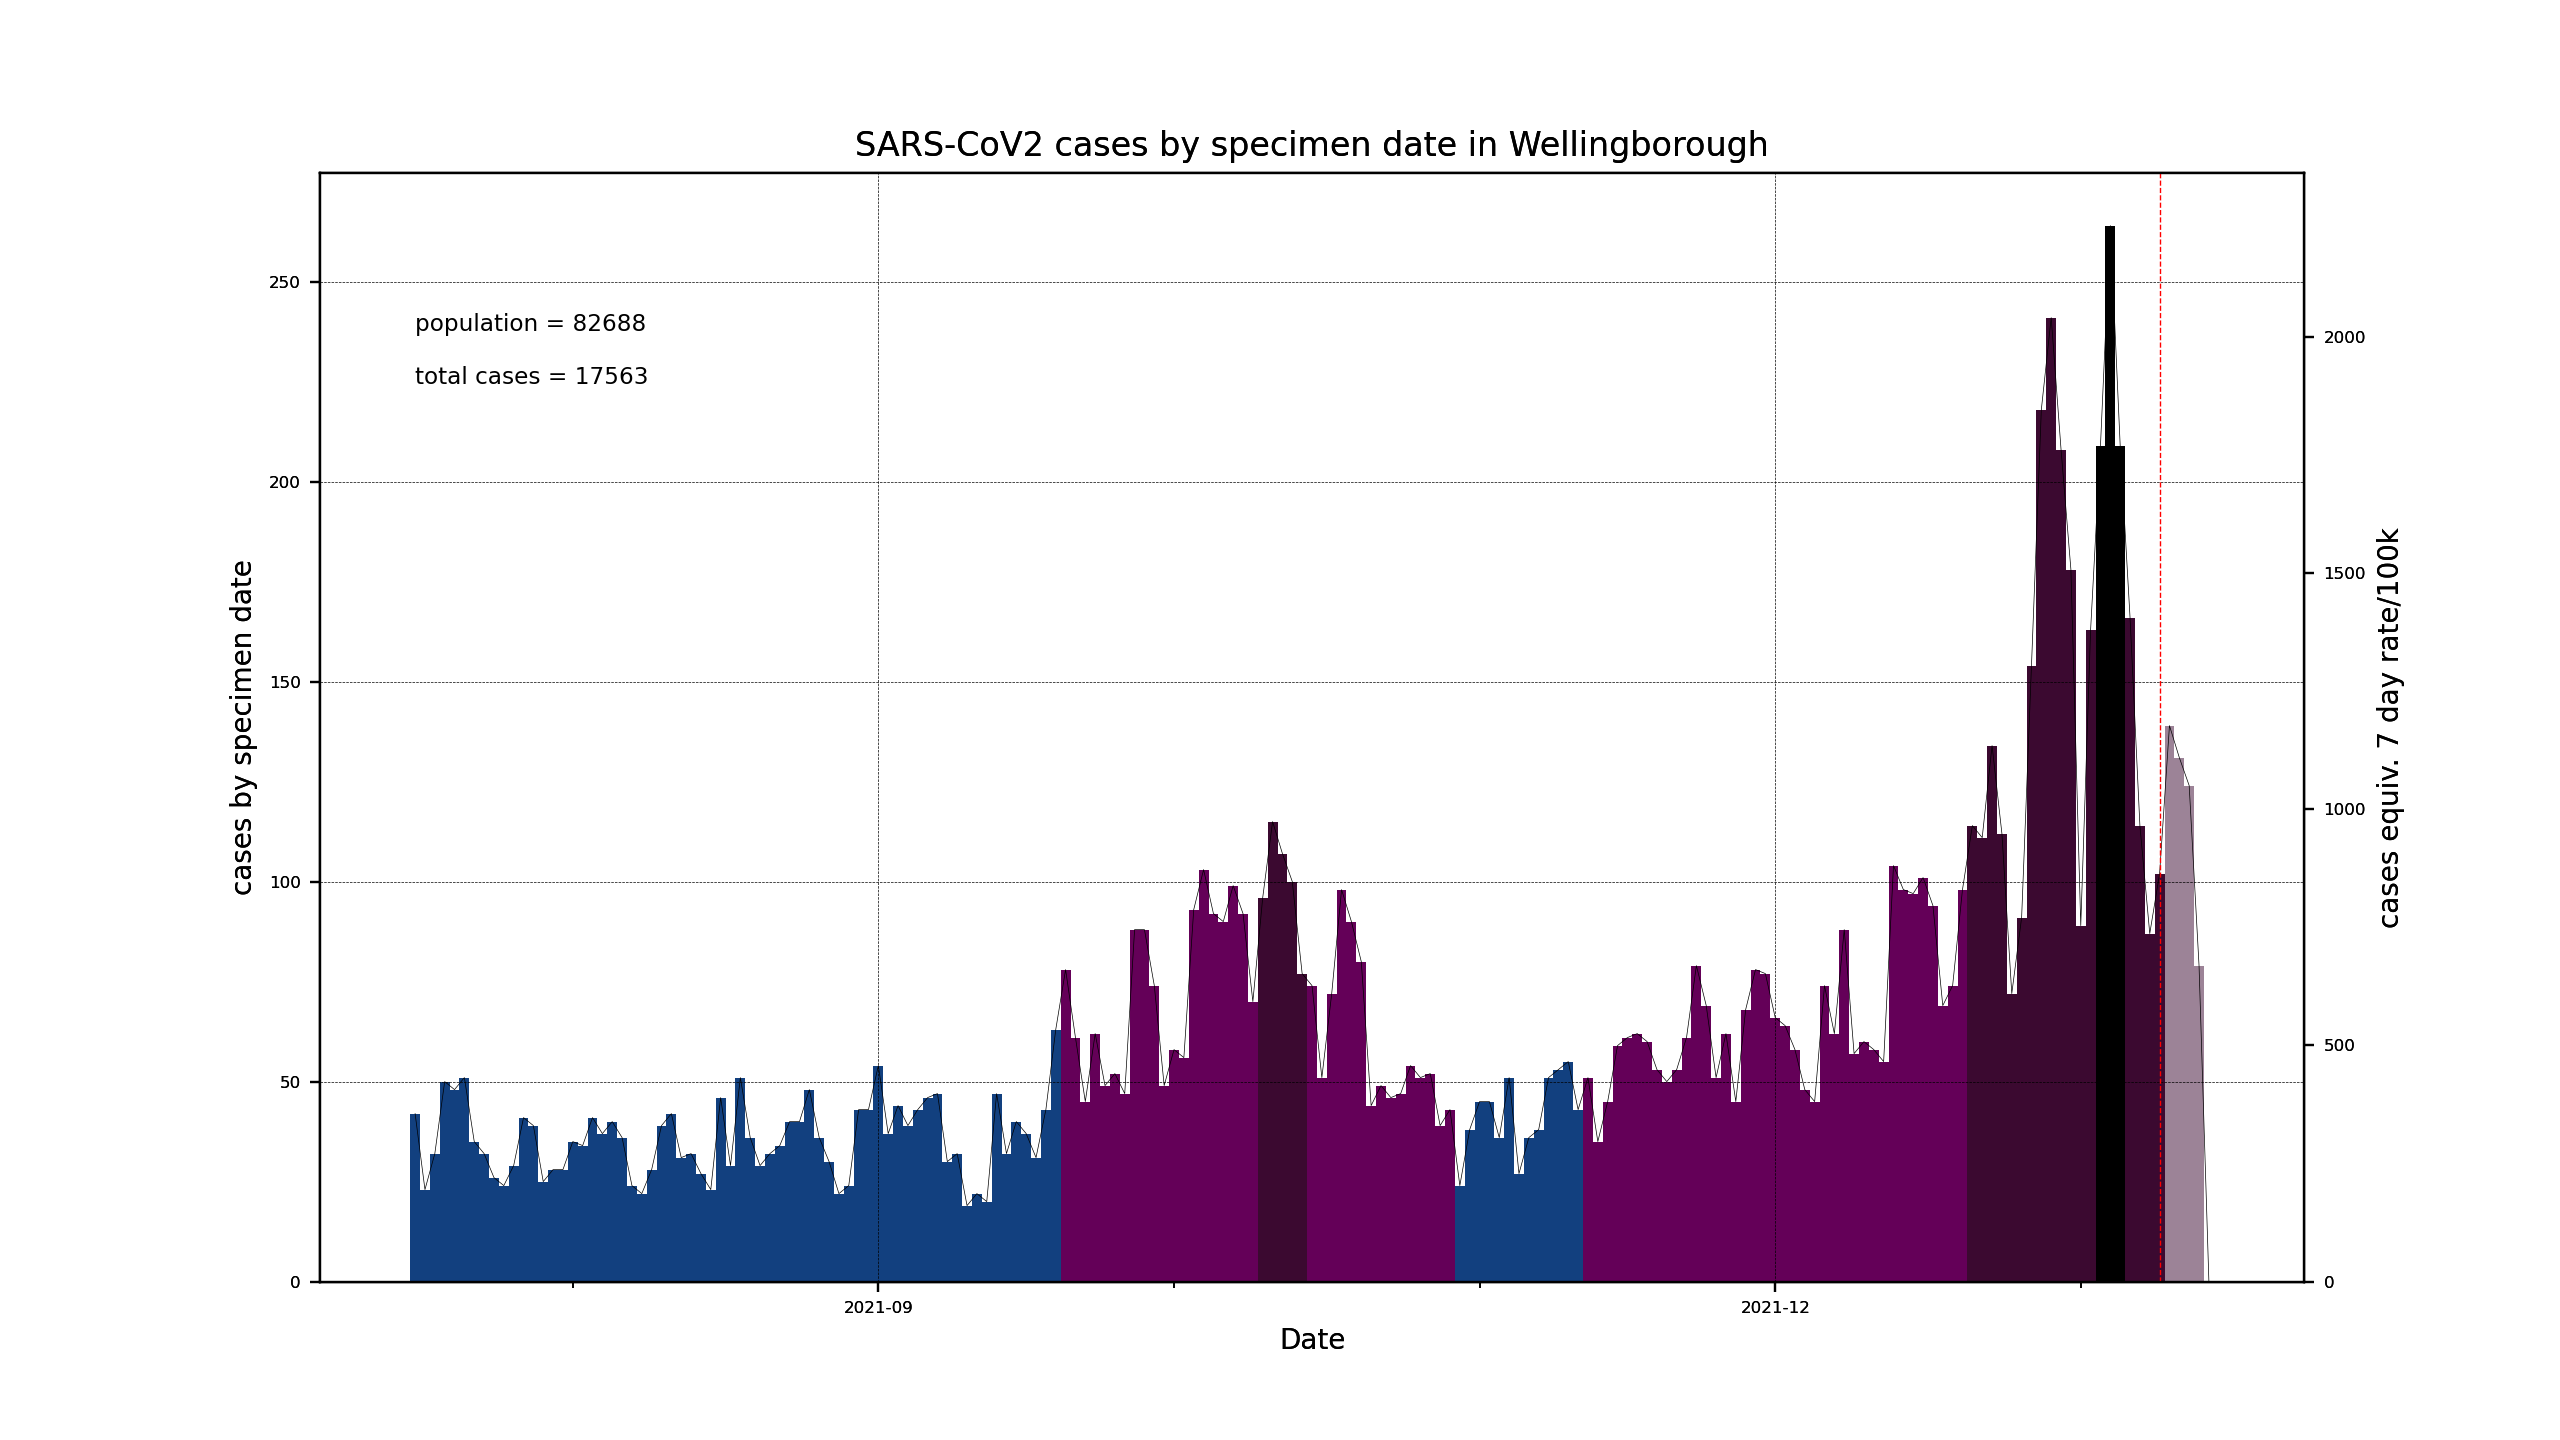 SARS-CoV2 cases by specimen date in Wellingborough
population = 82688
total cases = 17563
cases by specimen date
250
200
150
100
50
0
2000
1500
1000
500
0
cases equiv. 7 day rate/100k
2021-09
2021-12
Date